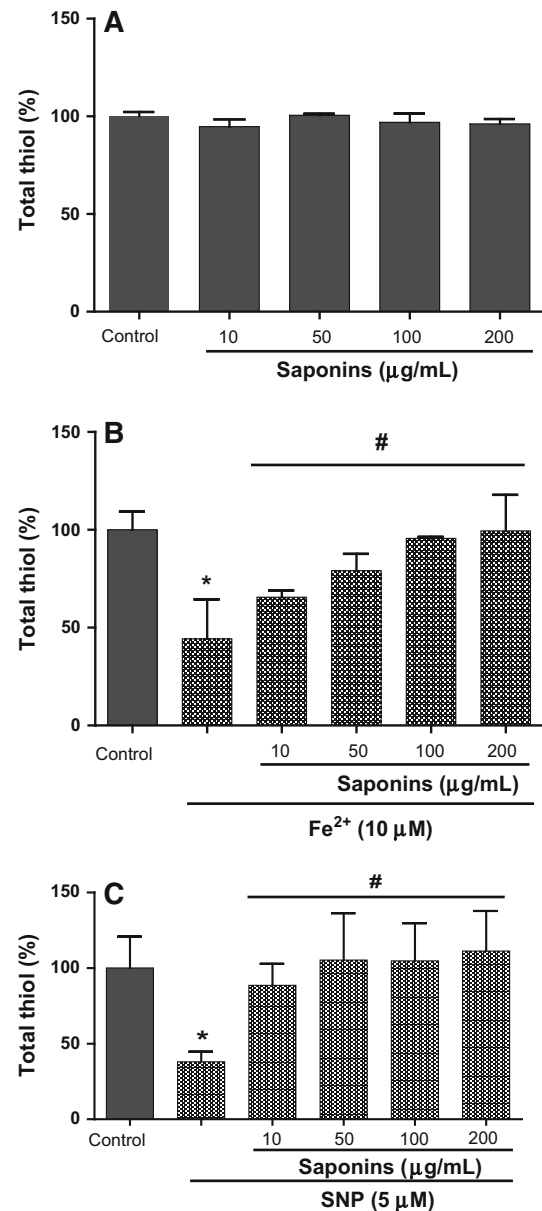 A
Total thiol (%)
150
100
50
0
Control
10 50 100 200
Saponins (μg/mL)
B
#
Total thiol (%)
150
100
50
0
*
Control
10 50 100 200
Saponins (μg/mL)
Fe²⁺ (10 μM)
C
#
Total thiol (%)
150
100
50
0
*
Control
10 50 100 200
Saponins (μg/mL)
SNP (5 μM)